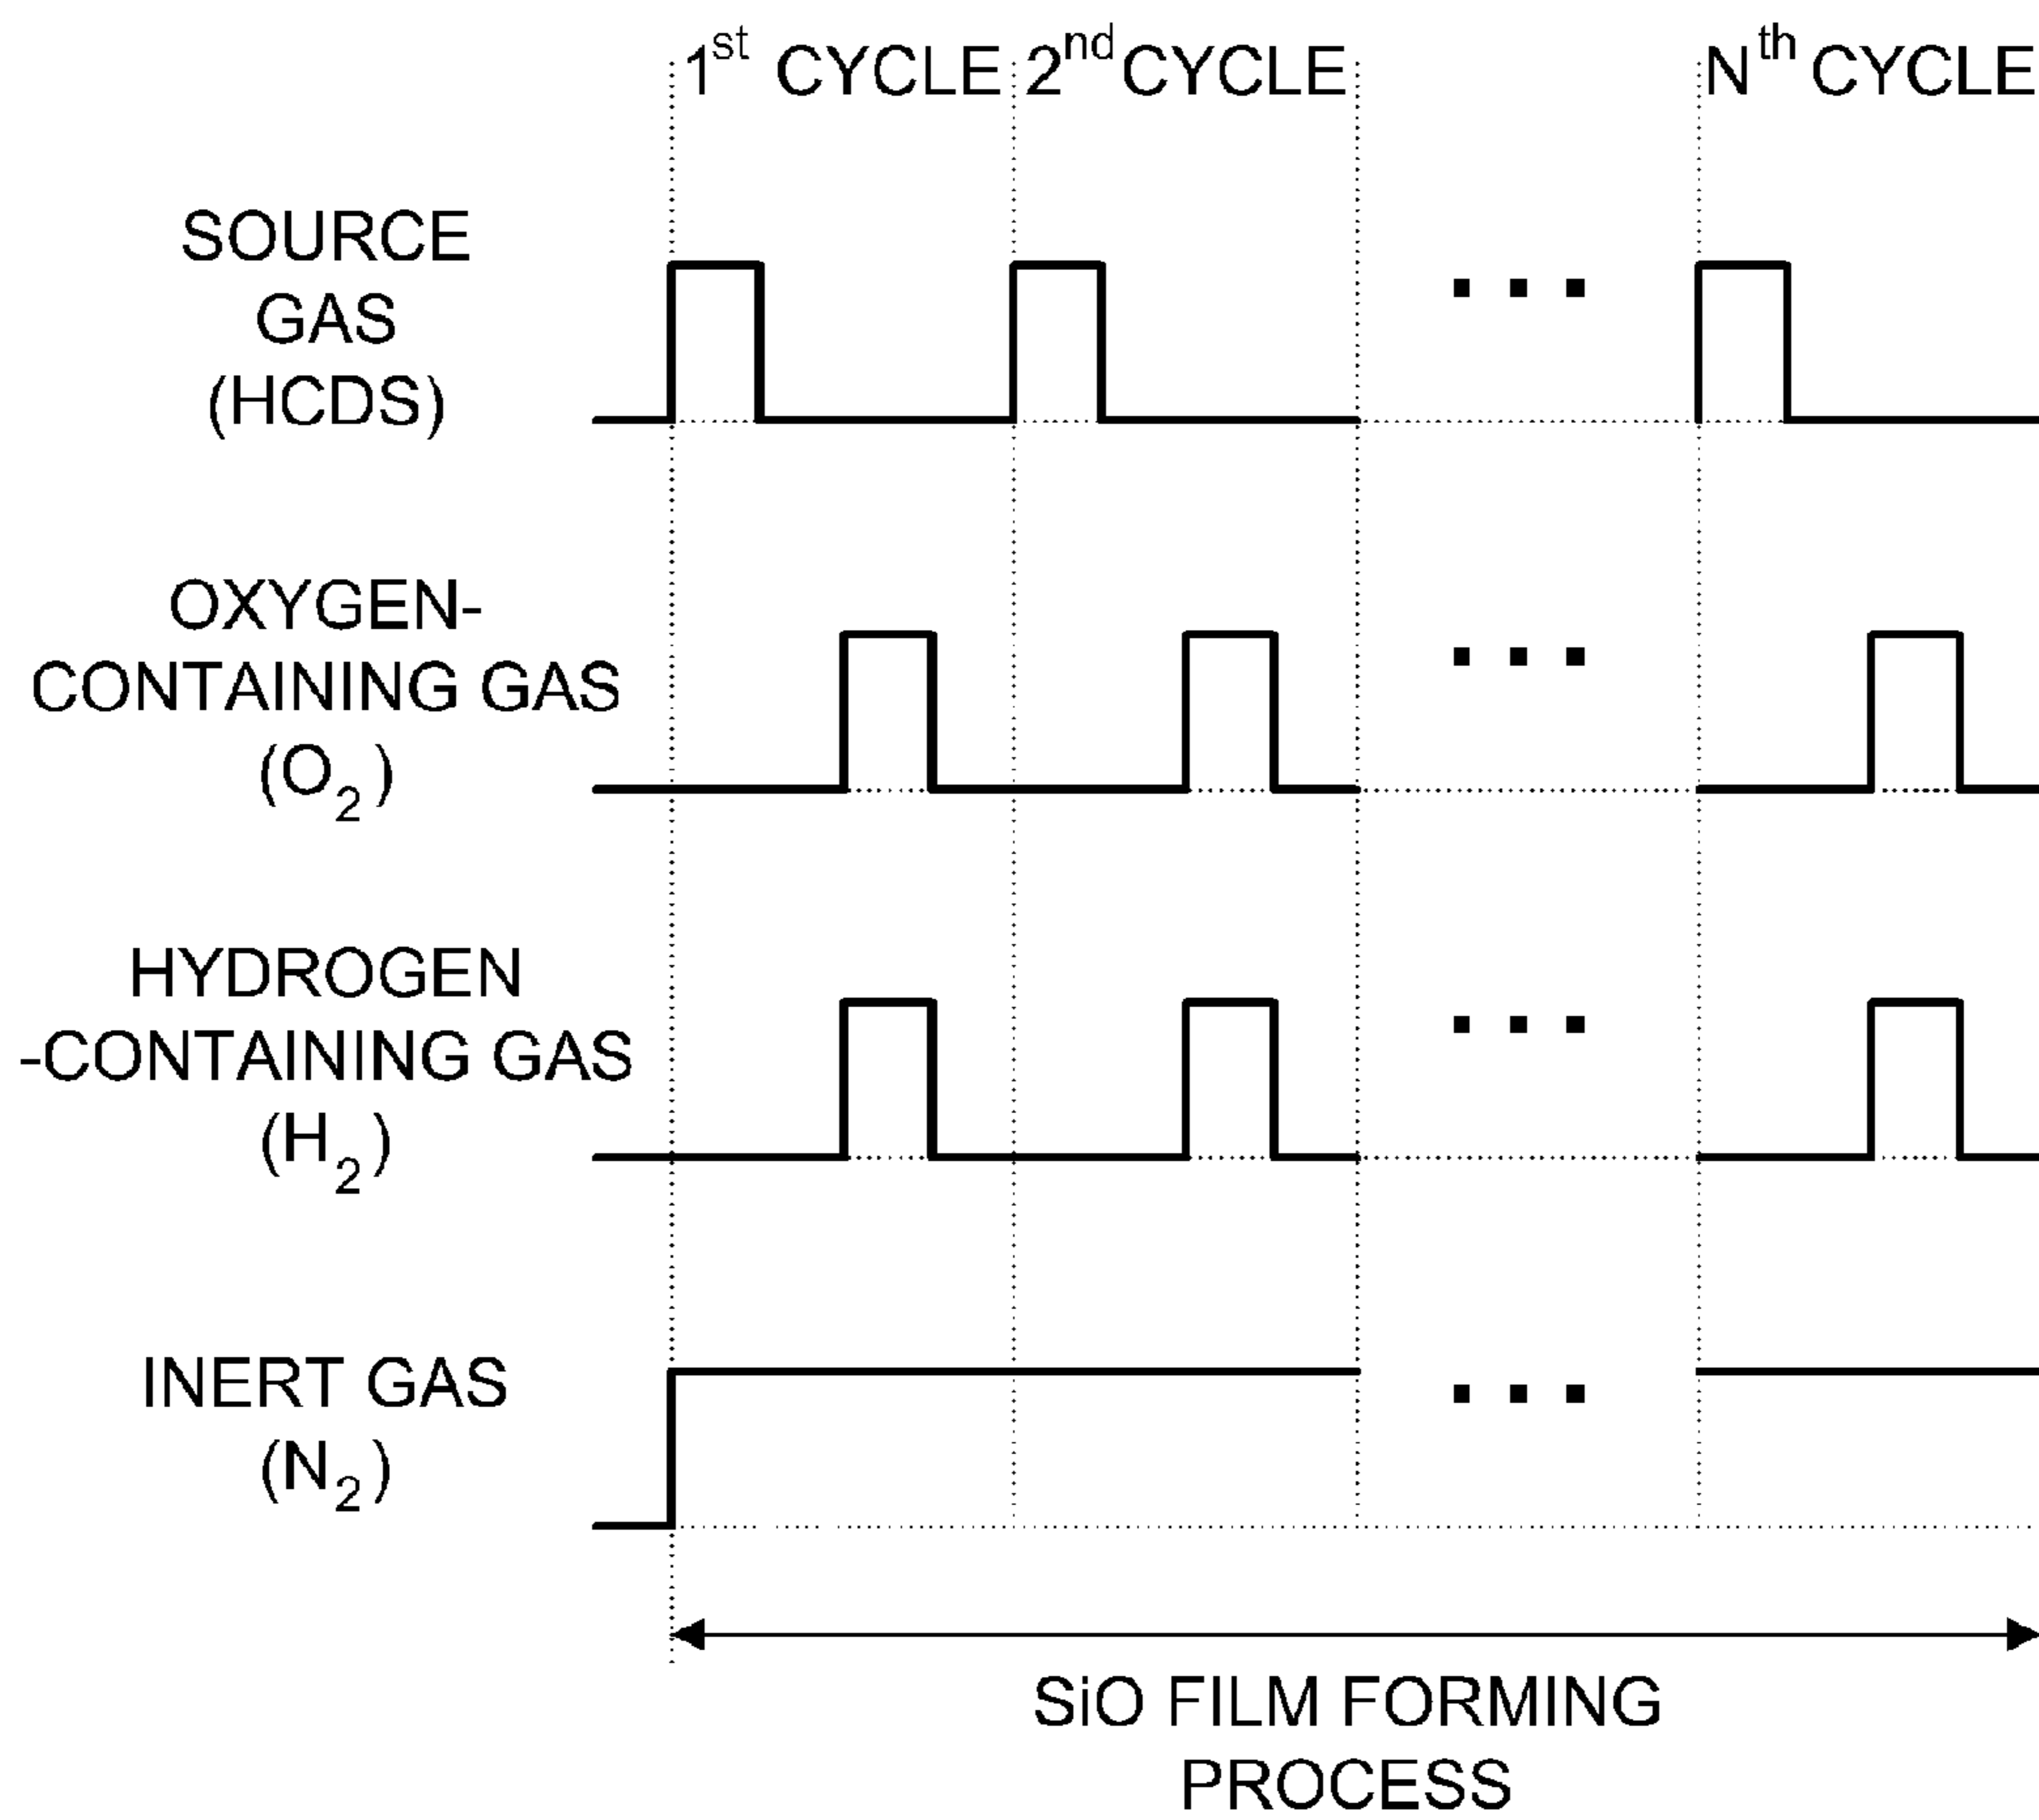 1st CYCLE 2nd CYCLE Nth CYCLE
SOURCE
GAS
(HCDS)
OXYGEN-
CONTAINING GAS
(O2)
HYDROGEN
-CONTAINING GAS
(H2)
INERT GAS
(N2)
SiO FILM FORMING
PROCESS